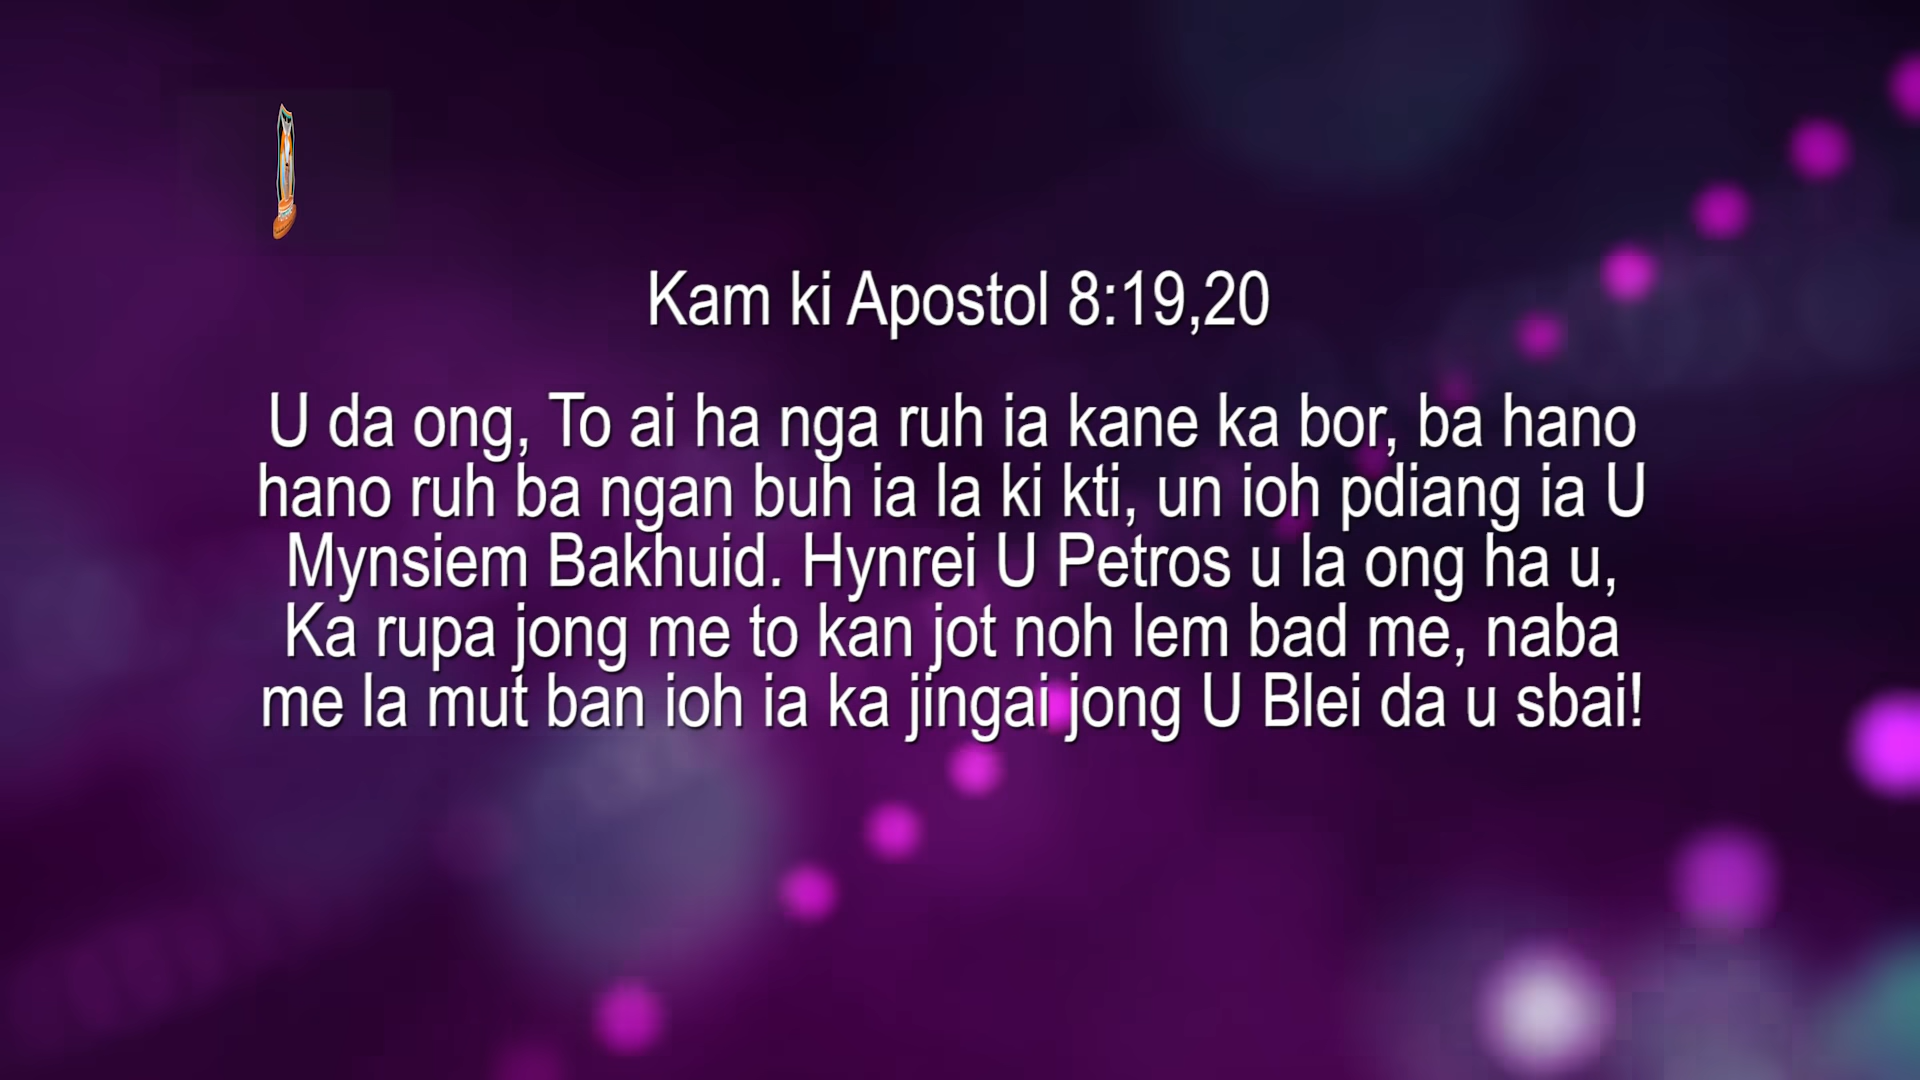 Kam ki Apostol 8:19,20
U da ong, To ai ha nga ruh ia kane ka bor, ba hano
hano ruh ba ngan buh ia la ki kti, un ioh pdiang ia U
Mynsiem Bakhuid. Hynrei U Petros u la ong ha u,
Ka rupa jong me to kan jot noh lem bad me, naba
me la mut ban ioh ia ka jingai jong U Blei da u sbai!